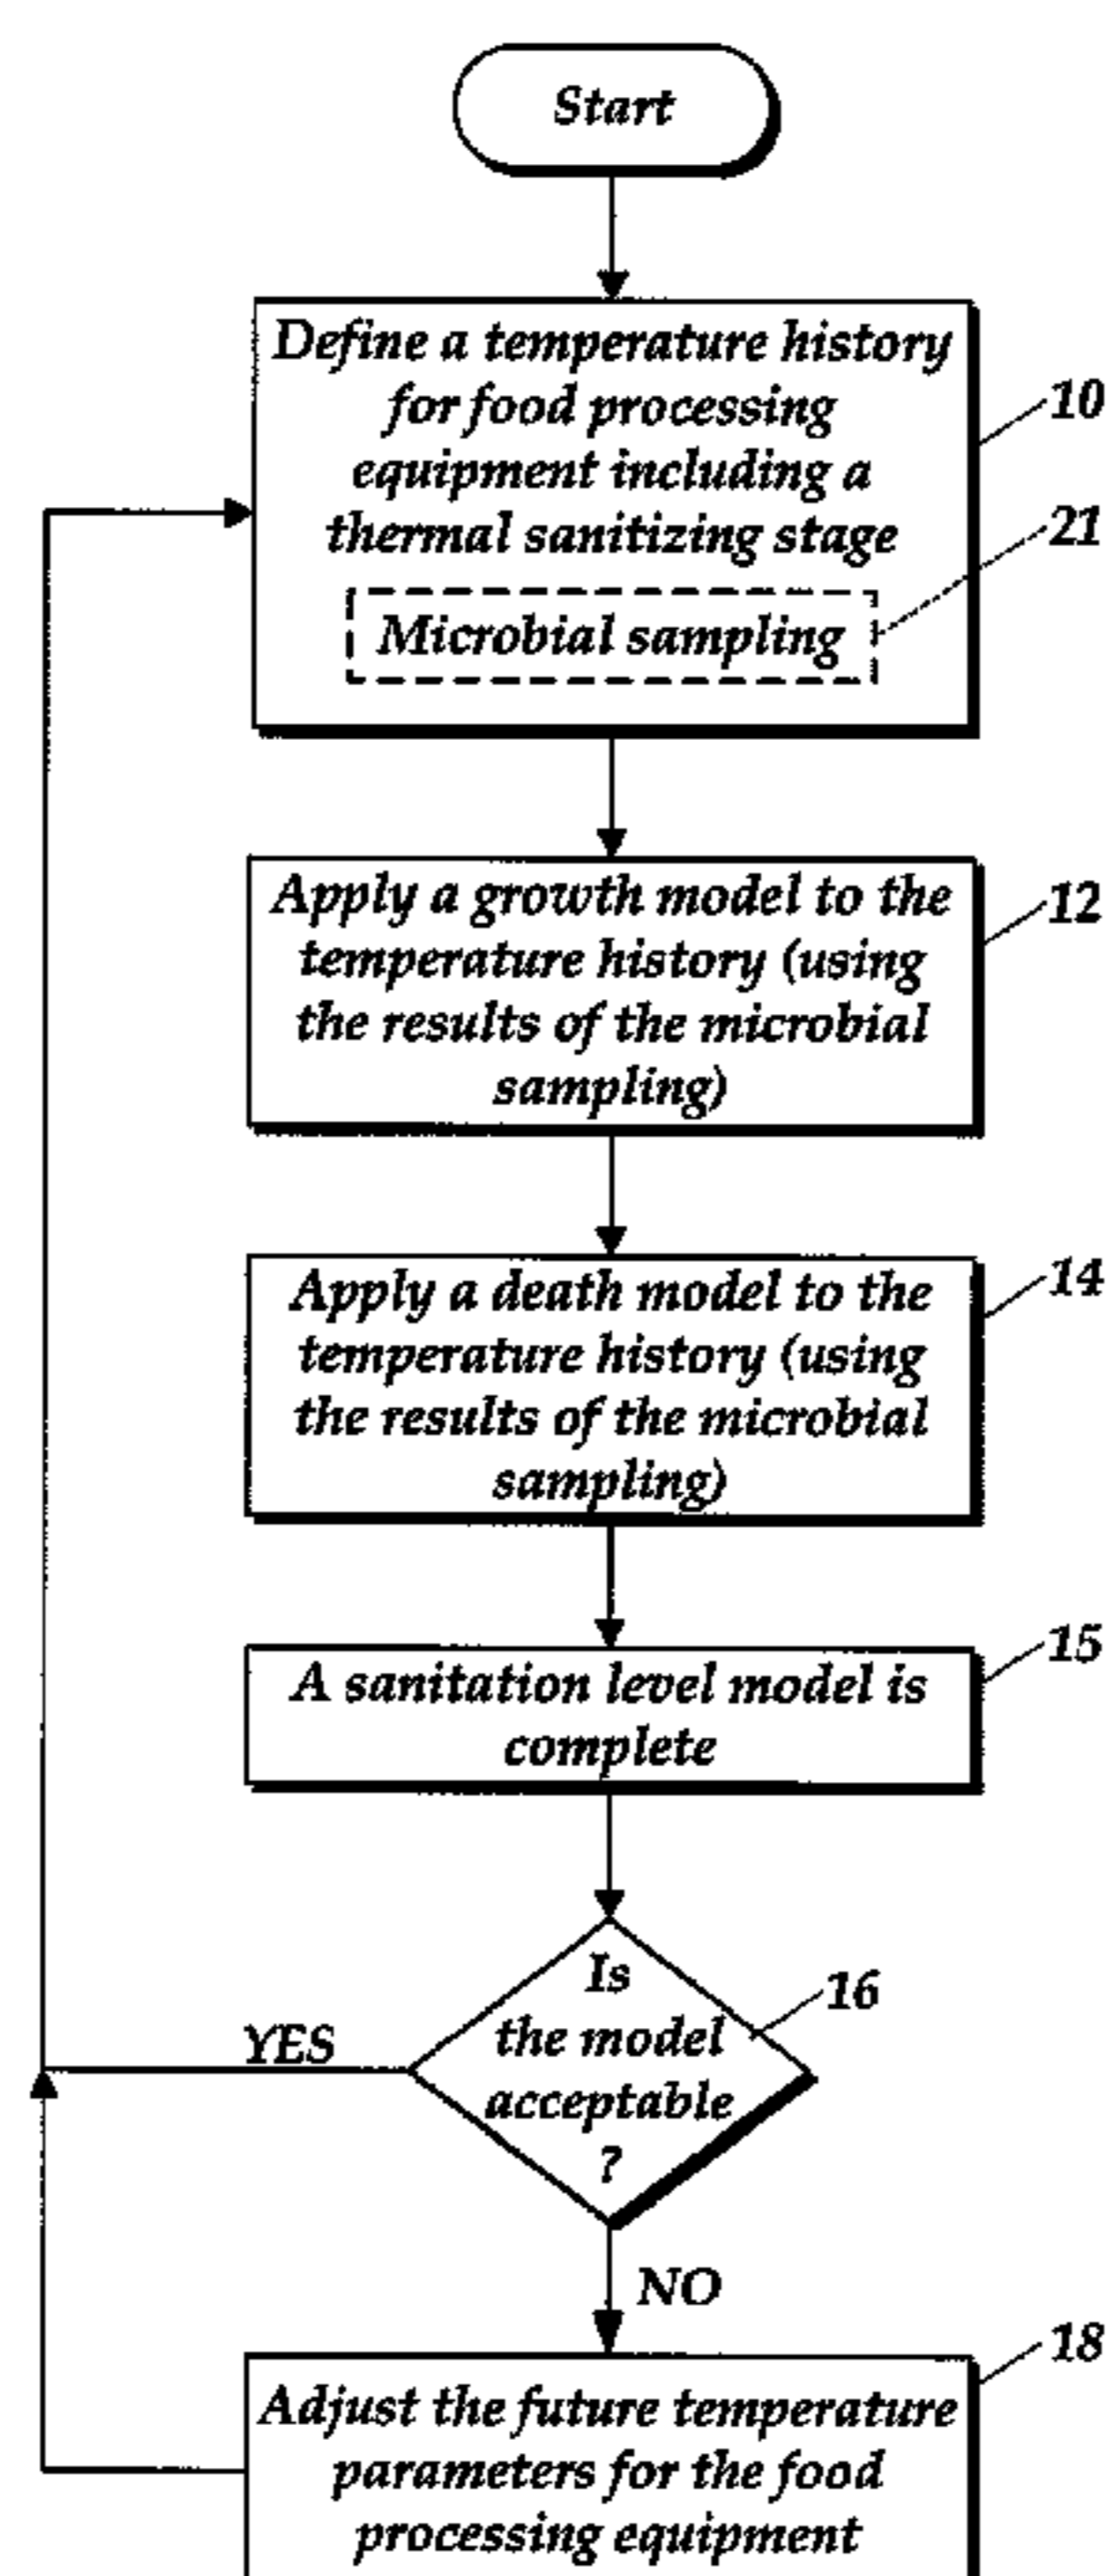 Start
Define a temperature history
for food processing
equipment including a
thermal sanitizing stage
10
Microbial sampling
21
Apply a growth model to the
temperature history (using
the results of the microbial
sampling)
12
Apply a death model to the
temperature history (using
the results of the microbial
sampling)
14
A sanitation level model is
complete
15
Is
the model
acceptable
?
16
YES
NO
Adjust the future temperature
parameters for the food
processing equipment
18